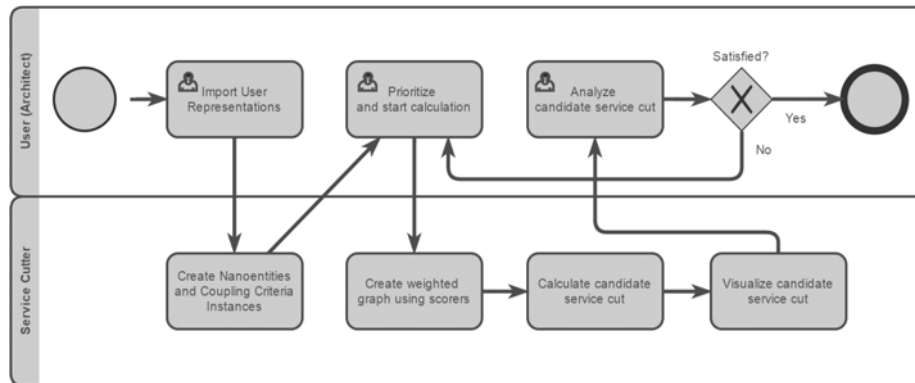 User (Architect)
Import User
Representations
Prioritize
and start calculation
Analyze
candidate service cut
Satisfied?
Yes
No
Service Cutter
Create Nanoentities
and Coupling Criteria
Instances
Create weighted
graph using scorers
Calculate candidate
service cut
Visualize candidate
service cut